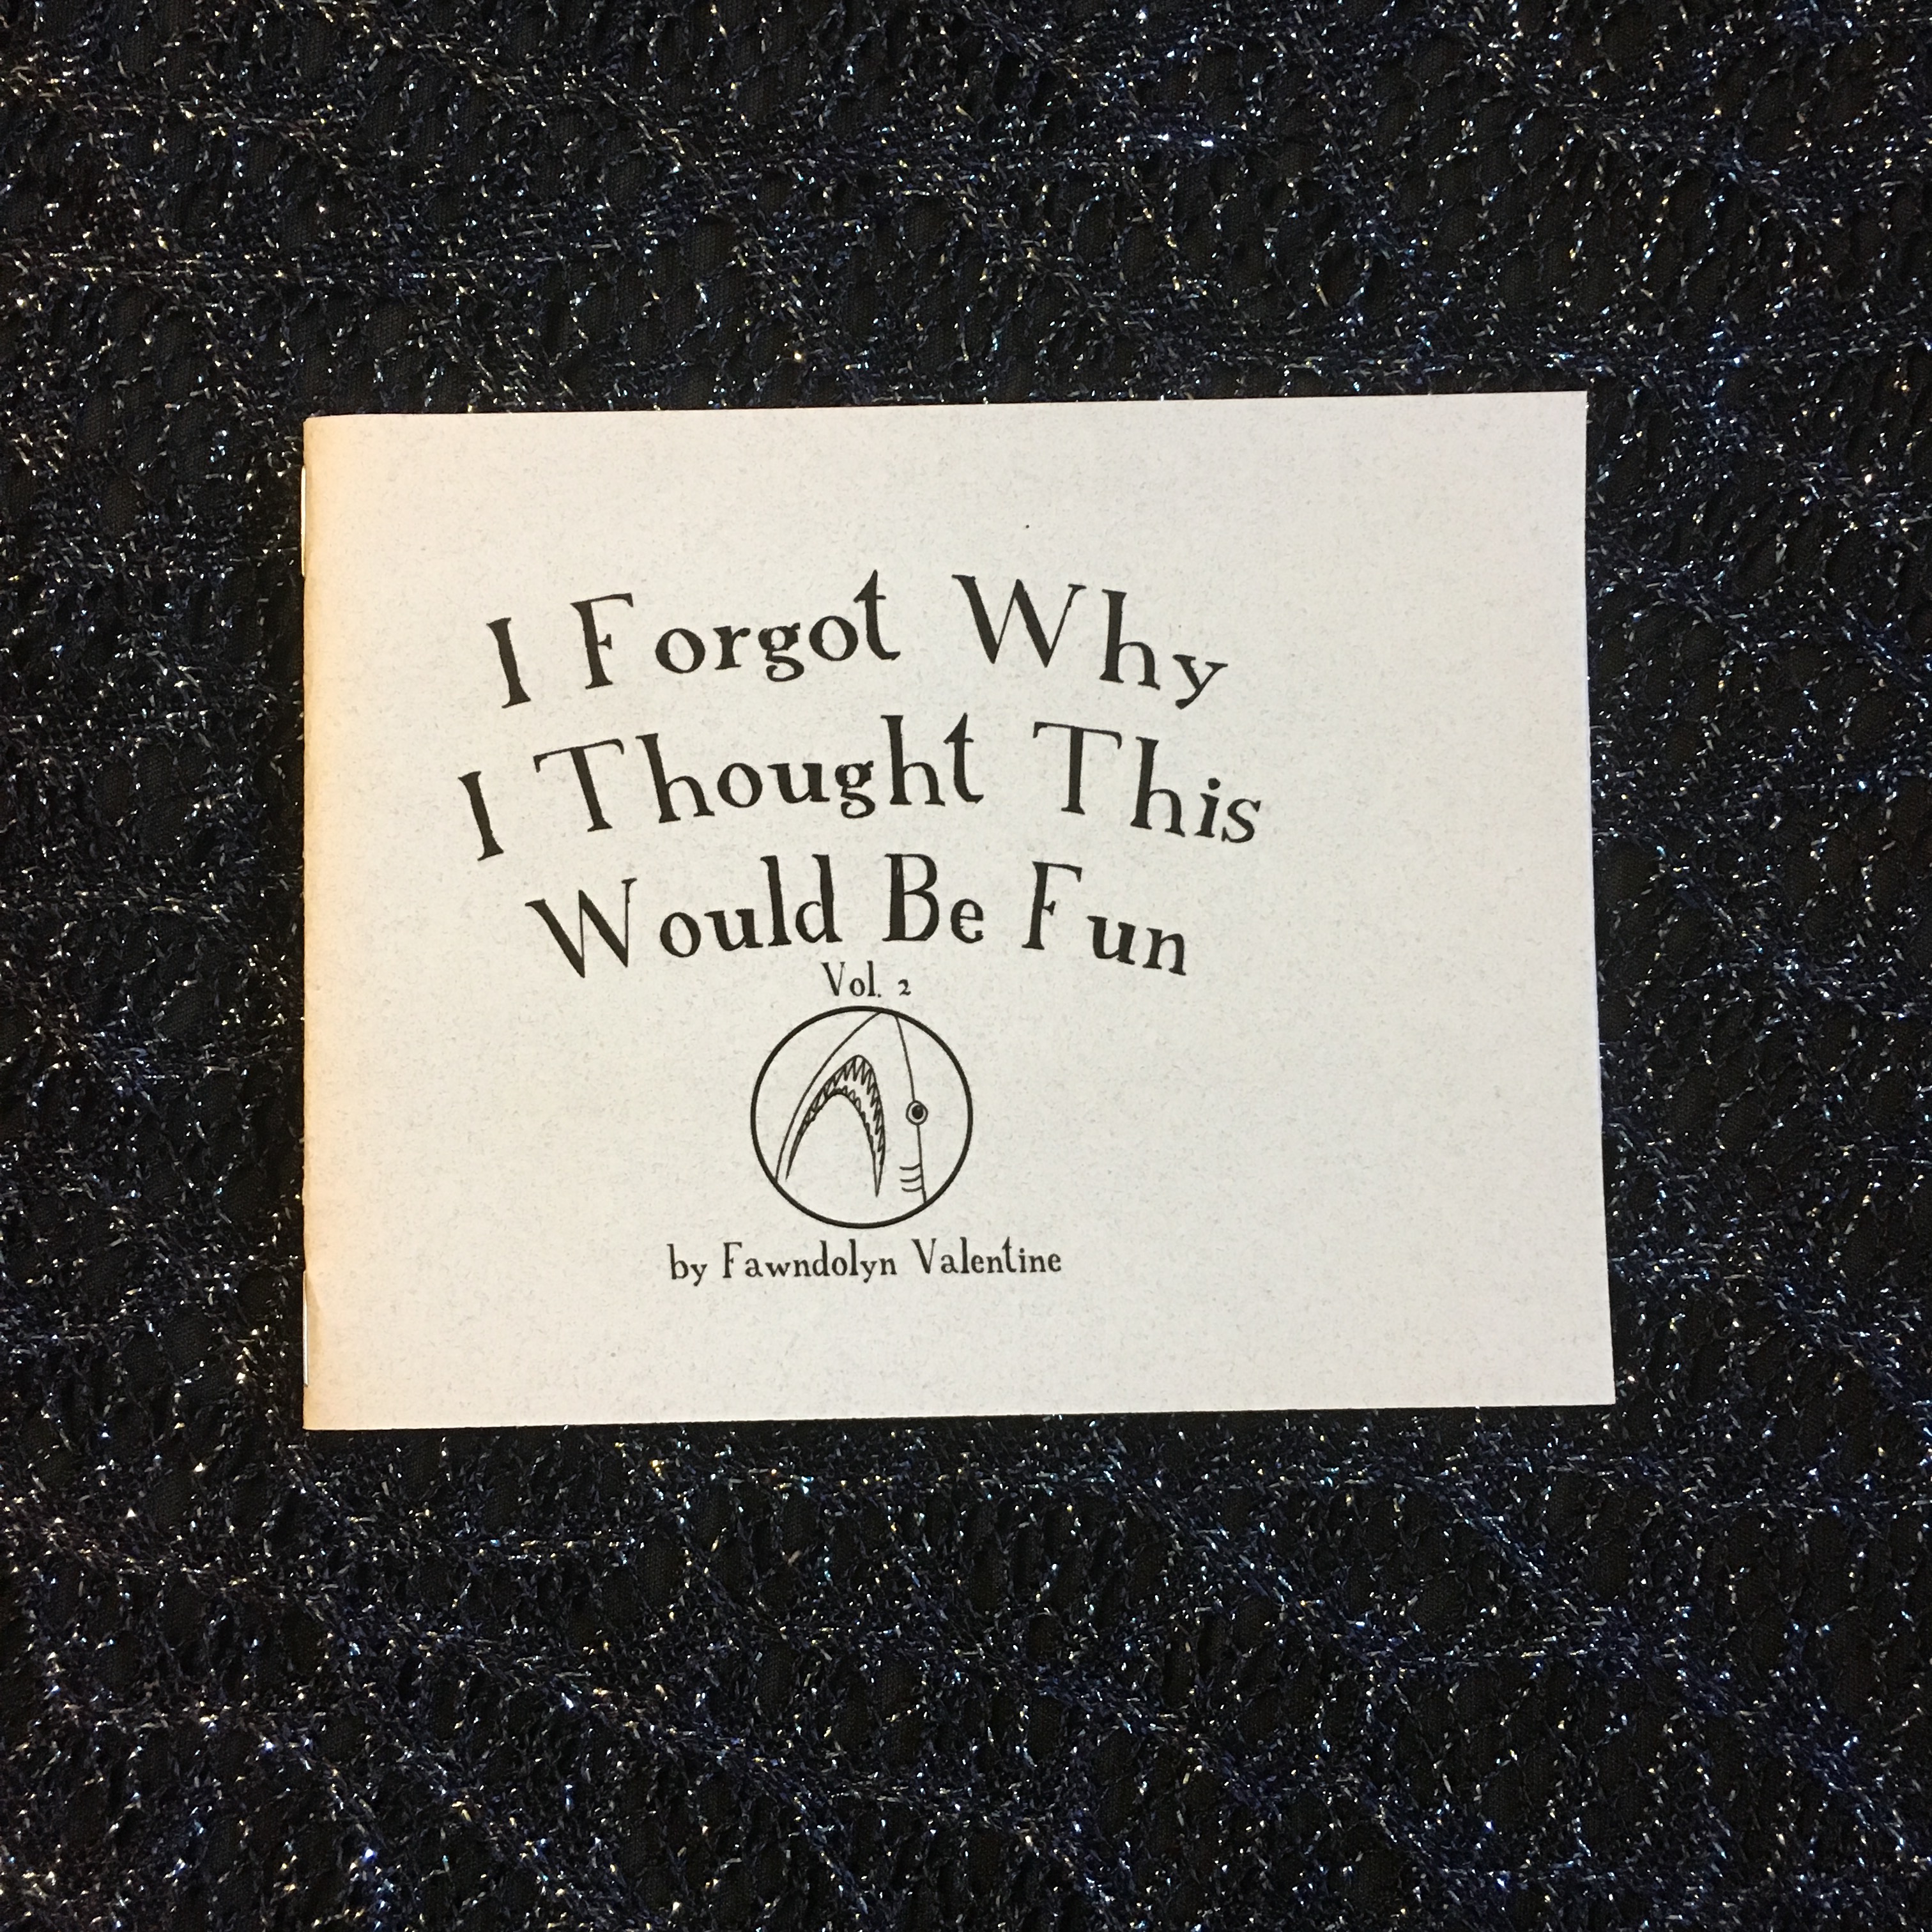 I Forgot Why
I Thought This
Would Be Fun
Vol. 2
by Fawndolyn Valentine